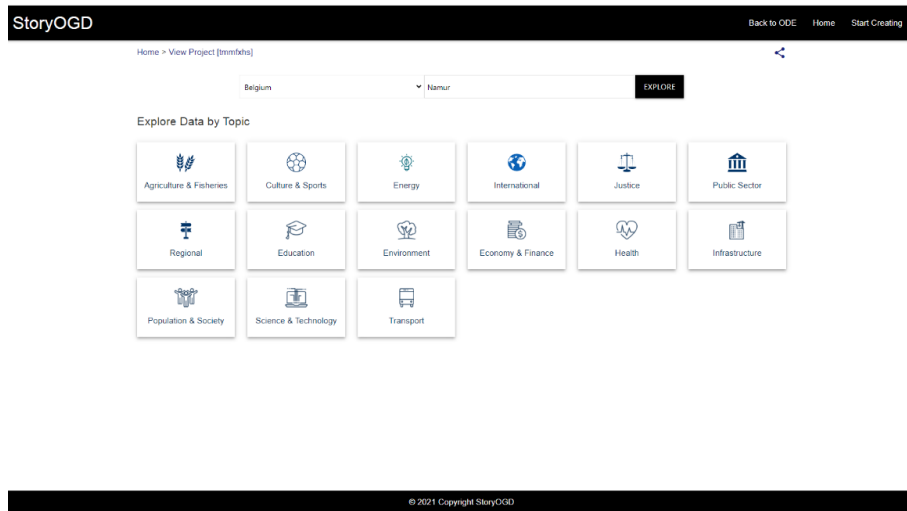 StoryOGD
Back to ODE Home Start Creating
Home > View Project [tmmfxhs]
Belgium Namur EXPLORE
Explore Data by Topic
Agriculture & Fisheries Culture & Sports Energy International Justice Public Sector
Regional Education Environment Economy & Finance Health Infrastructure
Population & Society Science & Technology Transport
© 2021 Copyright StoryOGD